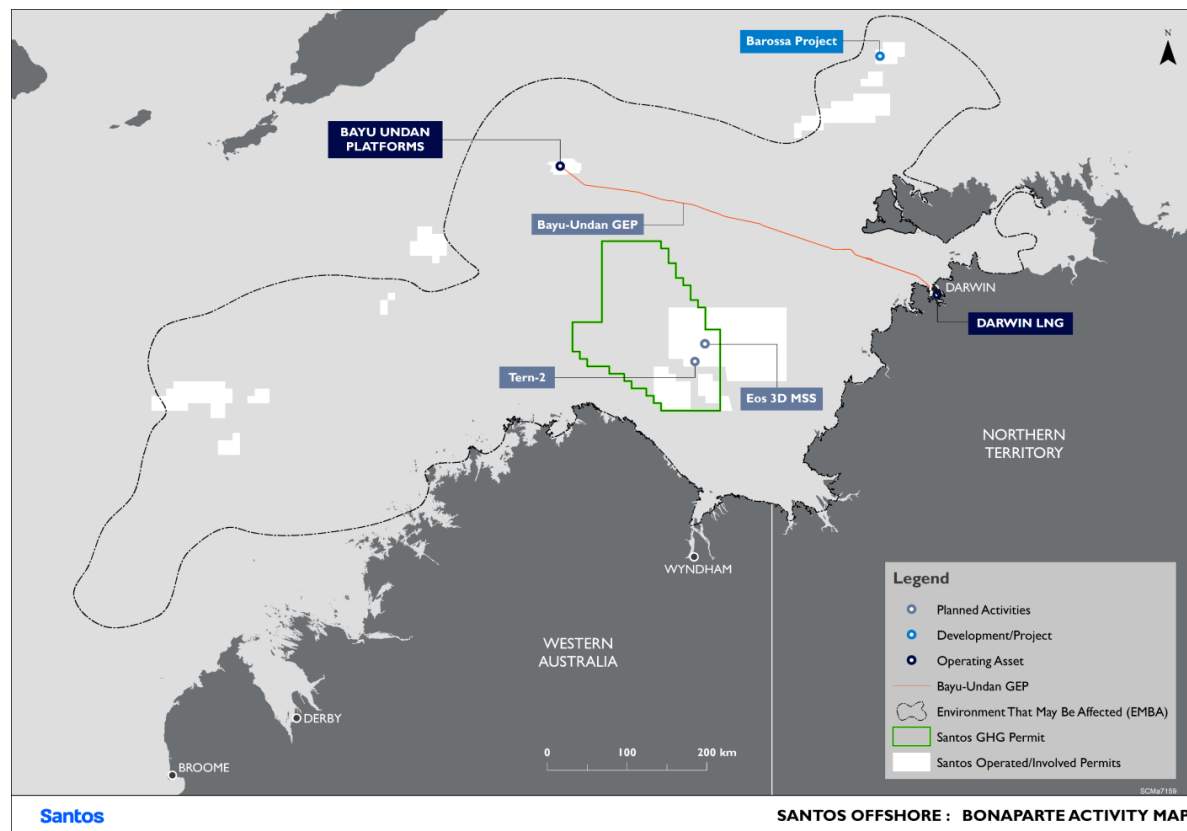 N
Barossa Project
BAYU UNDAN
PLATFORMS
Bayu-Undan GEP
DARWIN
DARWIN LNG
Tern-2
Eos 3D MSS
NORTHERN
TERRITORY
WYNDHAM
WESTERN
AUSTRALIA
DERBY
BROOME
0 100 200 km
Legend
Planned Activities
Development/Project
Operating Asset
Bayu-Undan GEP
Environment That May Be Affected (EMBA)
Santos GHG Permit
Santos Operated/Involved Permits
SCMa7159
Santos
SANTOS OFFSHORE : BONAPARTE ACTIVITY MAP